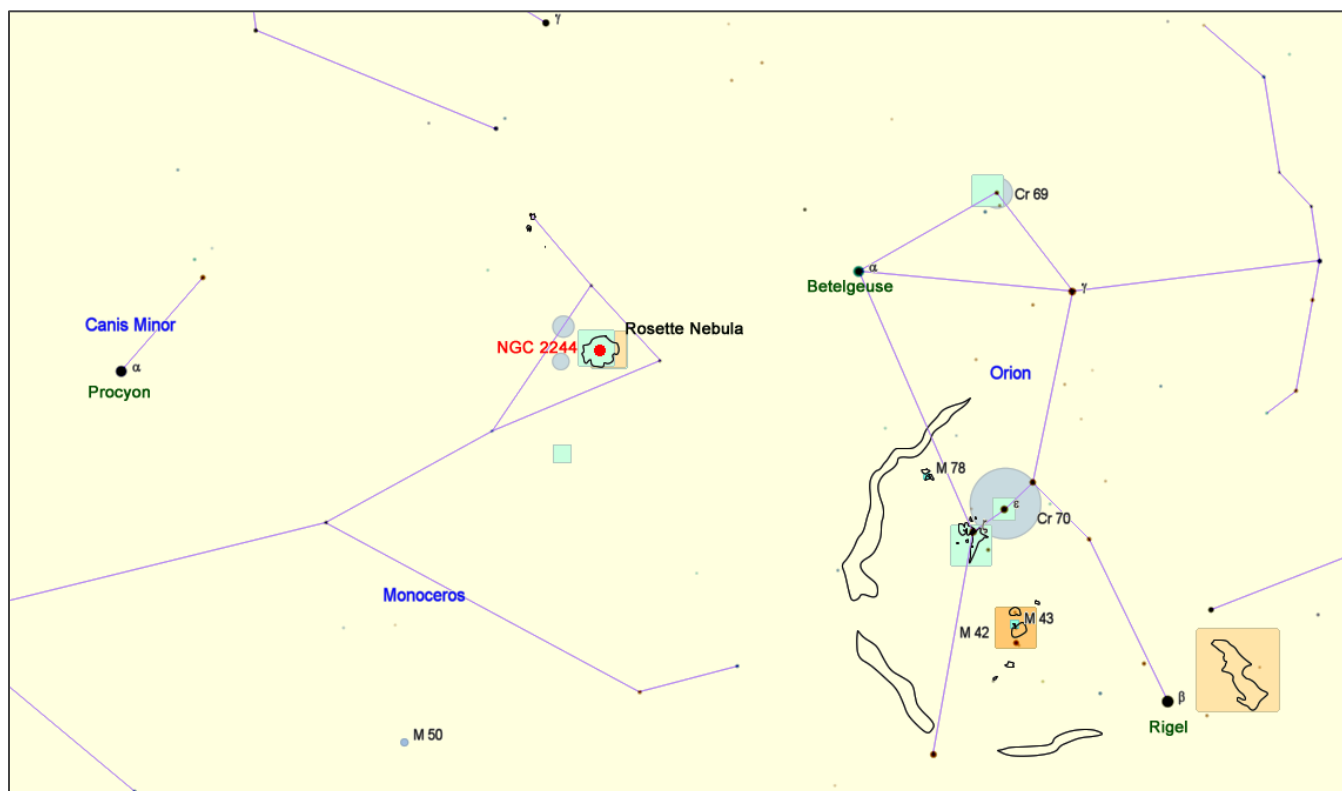 γ
Cr 69
α
Betelgeuse
γ
Canis Minor
Rosette Nebula
NGC 2244
α
Procyon
Orion
M 78
ε
Cr 70
Monoceros
M 43
M 42
β
Rigel
M 50